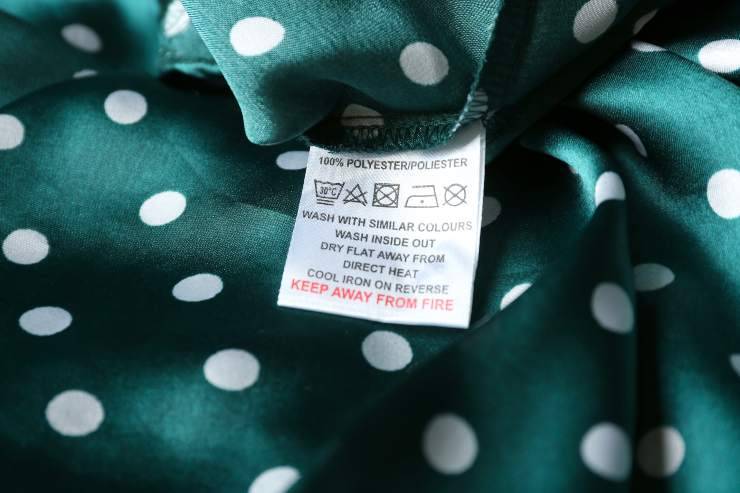 100% POLYESTER/POLIESTER
30°C
WASH WITH SIMILAR COLOURS
WASH INSIDE OUT
DRY FLAT AWAY FROM
DIRECT HEAT
COOL IRON ON REVERSE
KEEP AWAY FROM FIRE